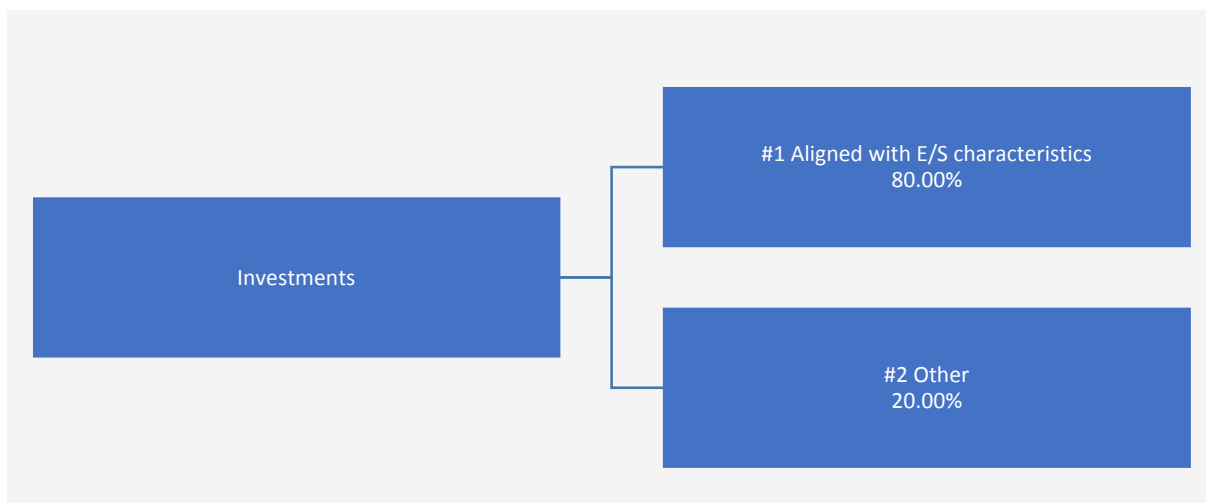 Investments
#1 Aligned with E/S characteristics
80.00%
#2 Other
20.00%